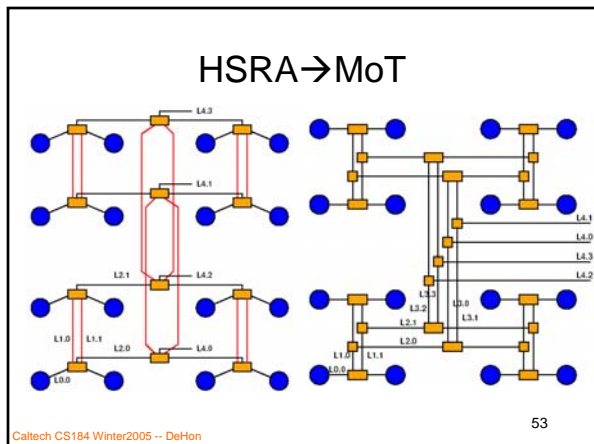 HSRA→MoT
L4.3
L4.1
L2.1
L4.2
L1.0
L1.1
L2.0
L4.0
L0.0
L4.1
L4.0
L4.3
L4.2
L3.3
L3.2
L3.0
L3.1
L2.1
L2.0
L1.0
L1.1
L0.0
Caltech CS184 Winter2005 -- DeHon
53